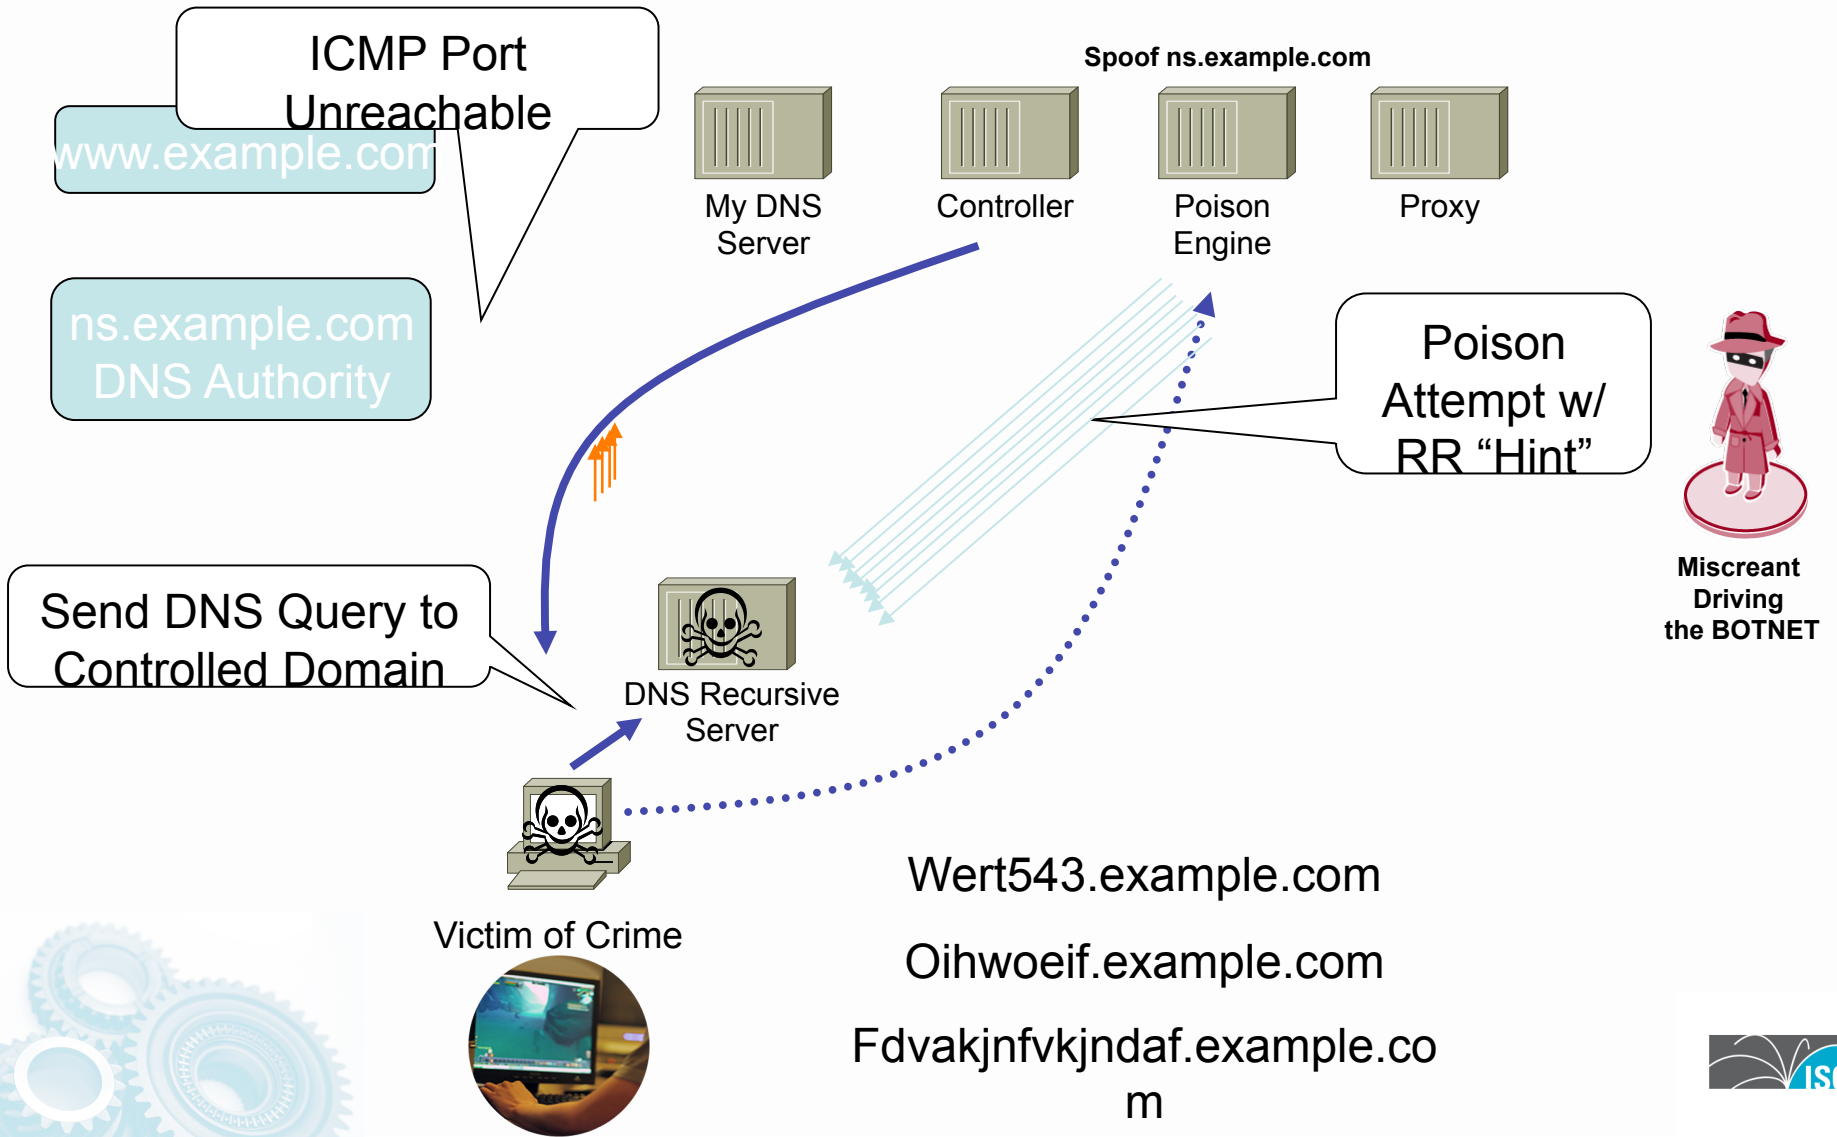 ICMP Port
Unreachable
www.example.com
Spoof ns.example.com
My DNS
Server
Controller
Poison
Engine
Proxy
ns.example.com
DNS Authority
Poison
Attempt w/
RR “Hint”
Miscreant
Driving
the BOTNET
Send DNS Query to
Controlled Domain
DNS Recursive
Server
Victim of Crime
Wert543.example.com
Oihwoeif.example.com
Fdvakjnfvkjndaf.example.co
m